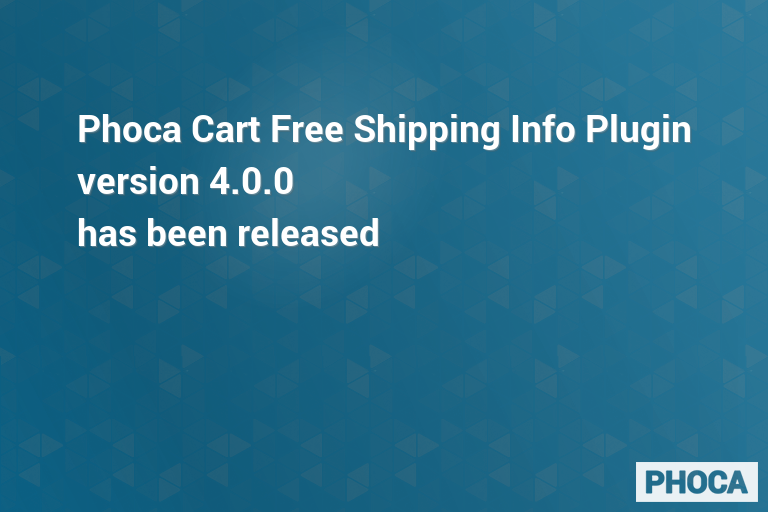 Phoca Cart Free Shipping Info Plugin
version 4.0.0
has been released
PHOCA